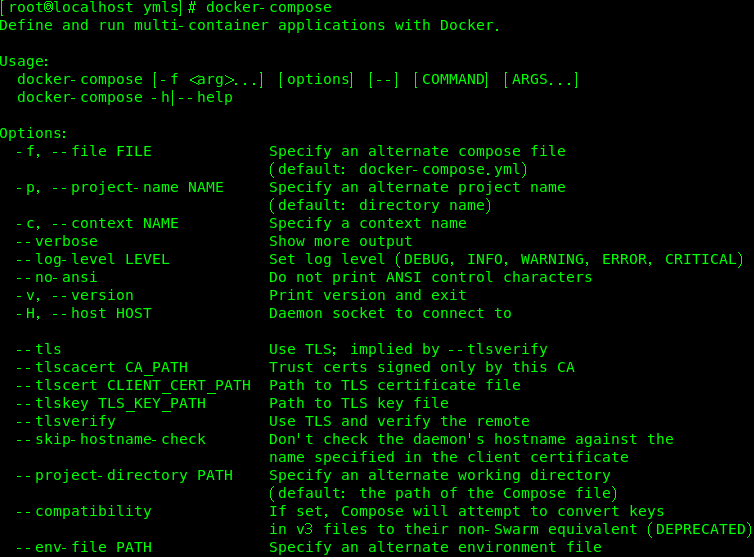 [root@localhost ymls]# docker-compose
Define and run multi-container applications with Docker.

Usage:
  docker-compose [-f <arg>...] [options] [--] [COMMAND] [ARGS...]
  docker-compose -h|--help

Options:
  -f, --file FILE             Specify an alternate compose file
                              (default: docker-compose.yml)
  -p, --project-name NAME     Specify an alternate project name
                              (default: directory name)
  -c, --context NAME          Specify a context name
  --verbose                   Show more output
  --log-level LEVEL           Set log level (DEBUG, INFO, WARNING, ERROR, CRITICAL)
  --no-ansi                   Do not print ANSI control characters
  -v, --version               Print version and exit
  -H, --host HOST             Daemon socket to connect to

  --tls                       Use TLS; implied by --tlsverify
  --tlscacert CA_PATH         Trust certs signed only by this CA
  --tlscert CLIENT_CERT_PATH  Path to TLS certificate file
  --tlskey TLS_KEY_PATH       Path to TLS key file
  --tlsverify                 Use TLS and verify the remote
  --skip-hostname-check       Don't check the daemon's hostname against the
                              name specified in the client certificate
  --project-directory PATH    Specify an alternate working directory
                              (default: the path of the Compose file)
  --compatibility             If set, Compose will attempt to convert keys
                              in v3 files to their non-Swarm equivalent (DEPRECATED)
  --env-file PATH             Specify an alternate environment file